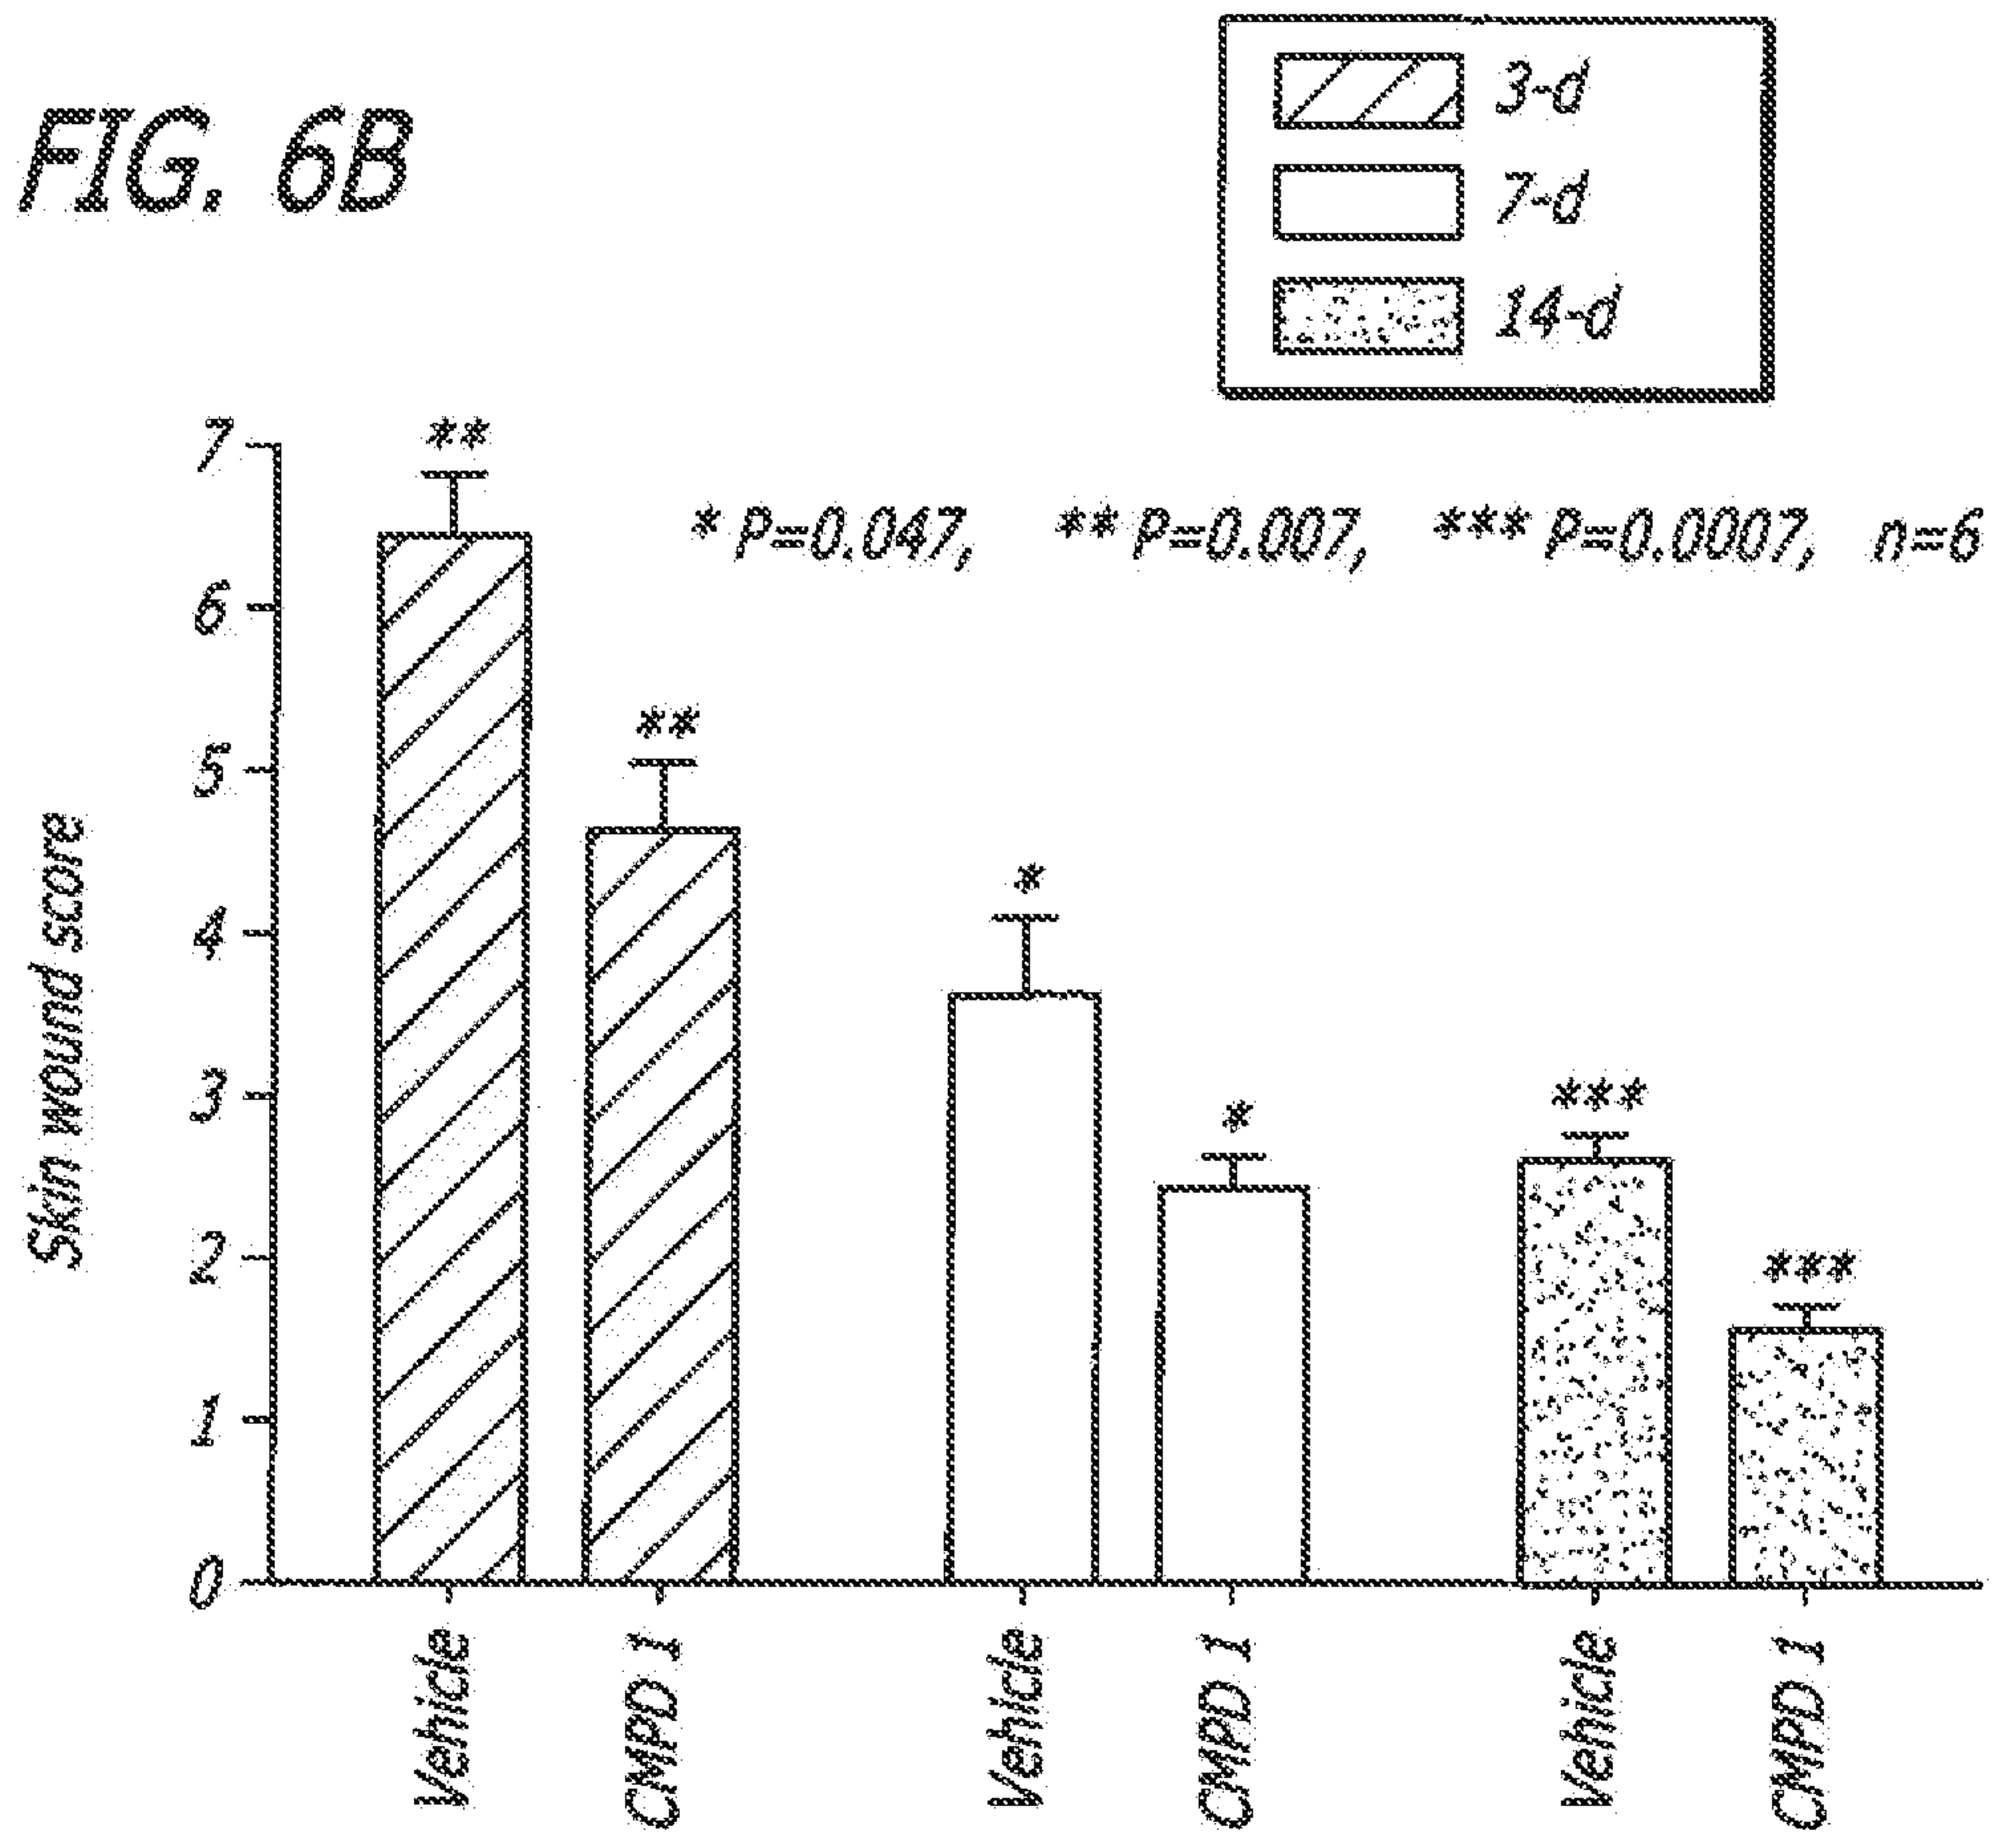 FIG. 6B
3-d
7-d
14-d
* P=0.047, ** P=0.007, *** P=0.0007, n=6
Skin wound score
7
6
5
4
3
2
1
0
**
**
*
*
***
***
Vehicle
CMPD 1
Vehicle
CMPD 1
Vehicle
CMPD 1